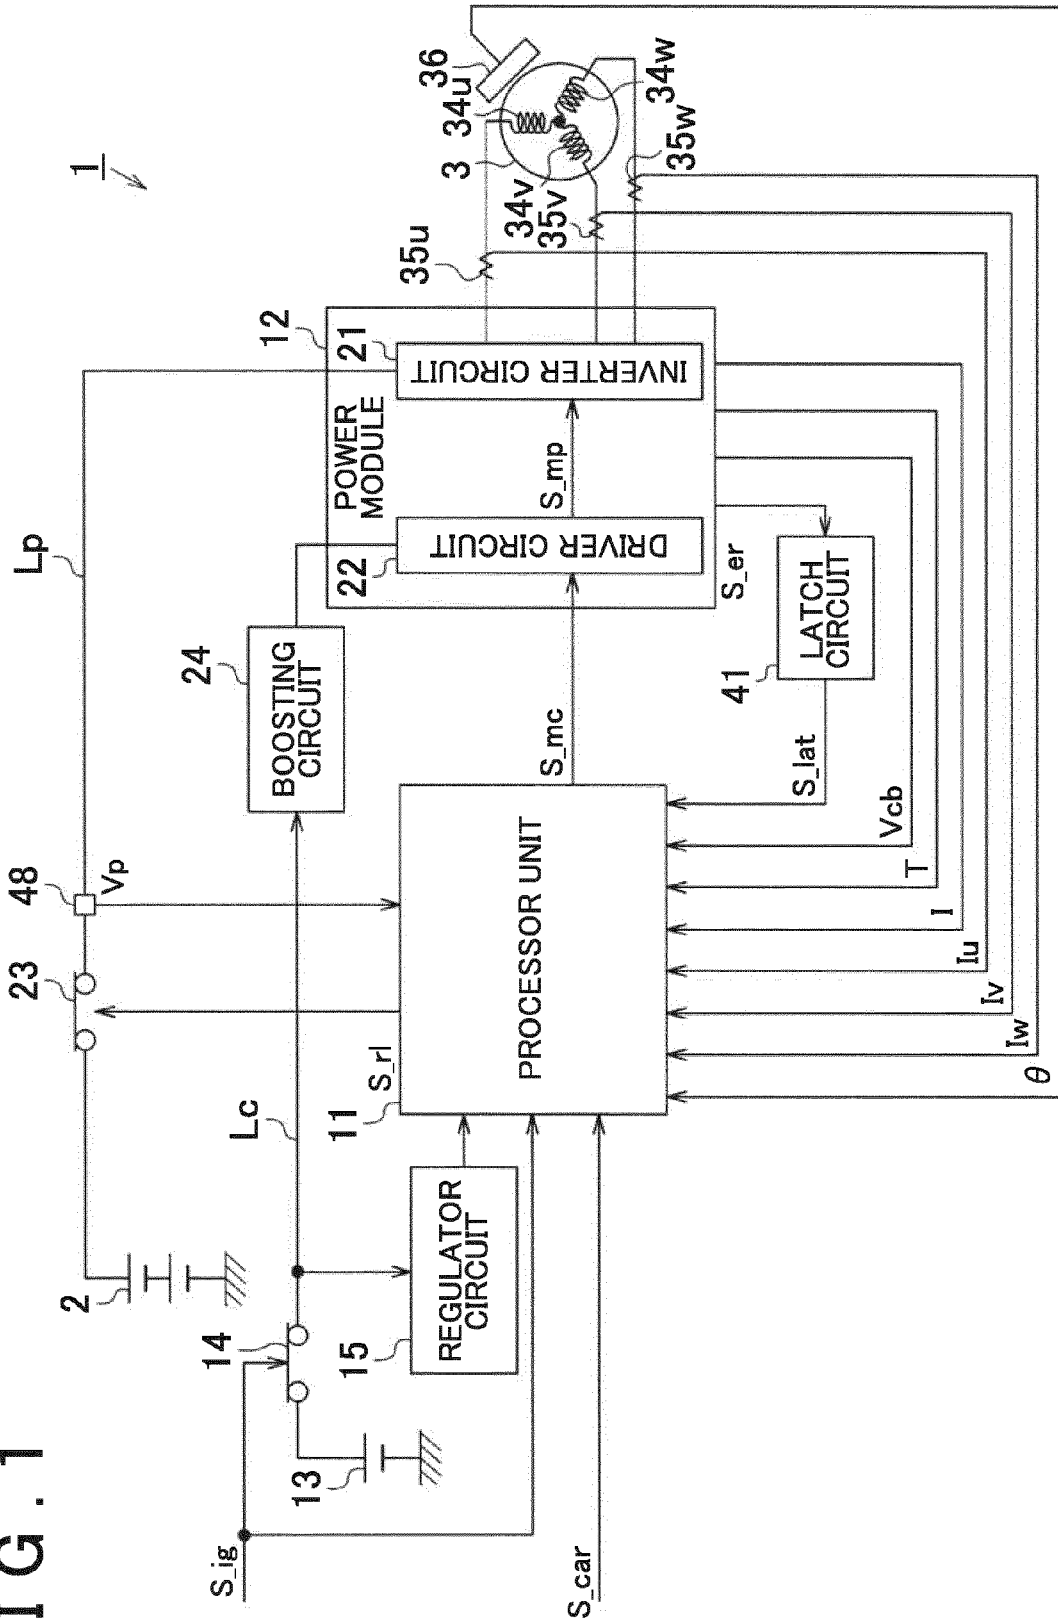 IG. 1
1
Lp
48
Vp
23
2
24
BOOSTING
CIRCUIT
Lc
14
13
S_ig
S_car
15
REGULATOR
CIRCUIT
11
S_rl
PROCESSOR UNIT
S_mc
12
POWER
MODULE
22
DRIVER CIRCUIT
S_mp
21
INVERTER CIRCUIT
35u
35v
35w
3
34u
34v
34w
36
S_er
41
LATCH
CIRCUIT
S_lat
Vcb
T
I
Iu
Iv
Iw
θ